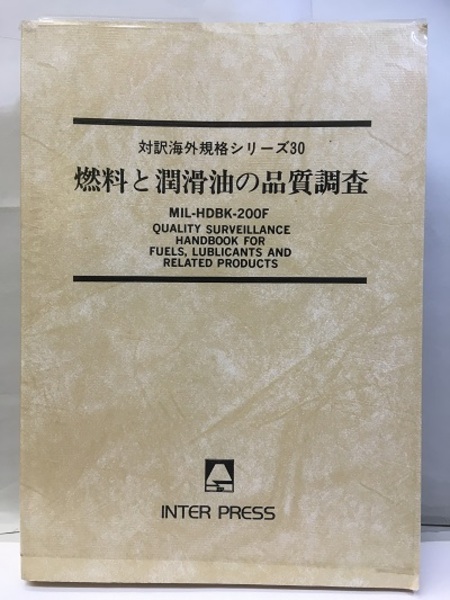 対訳海外規格シリーズ30
燃料と潤滑油の品質調査
MIL-HDBK-200F
QUALITY SURVEILLANCE
HANDBOOK FOR
FUELS, LUBLICANTS AND
RELATED PRODUCTS
INTER PRESS